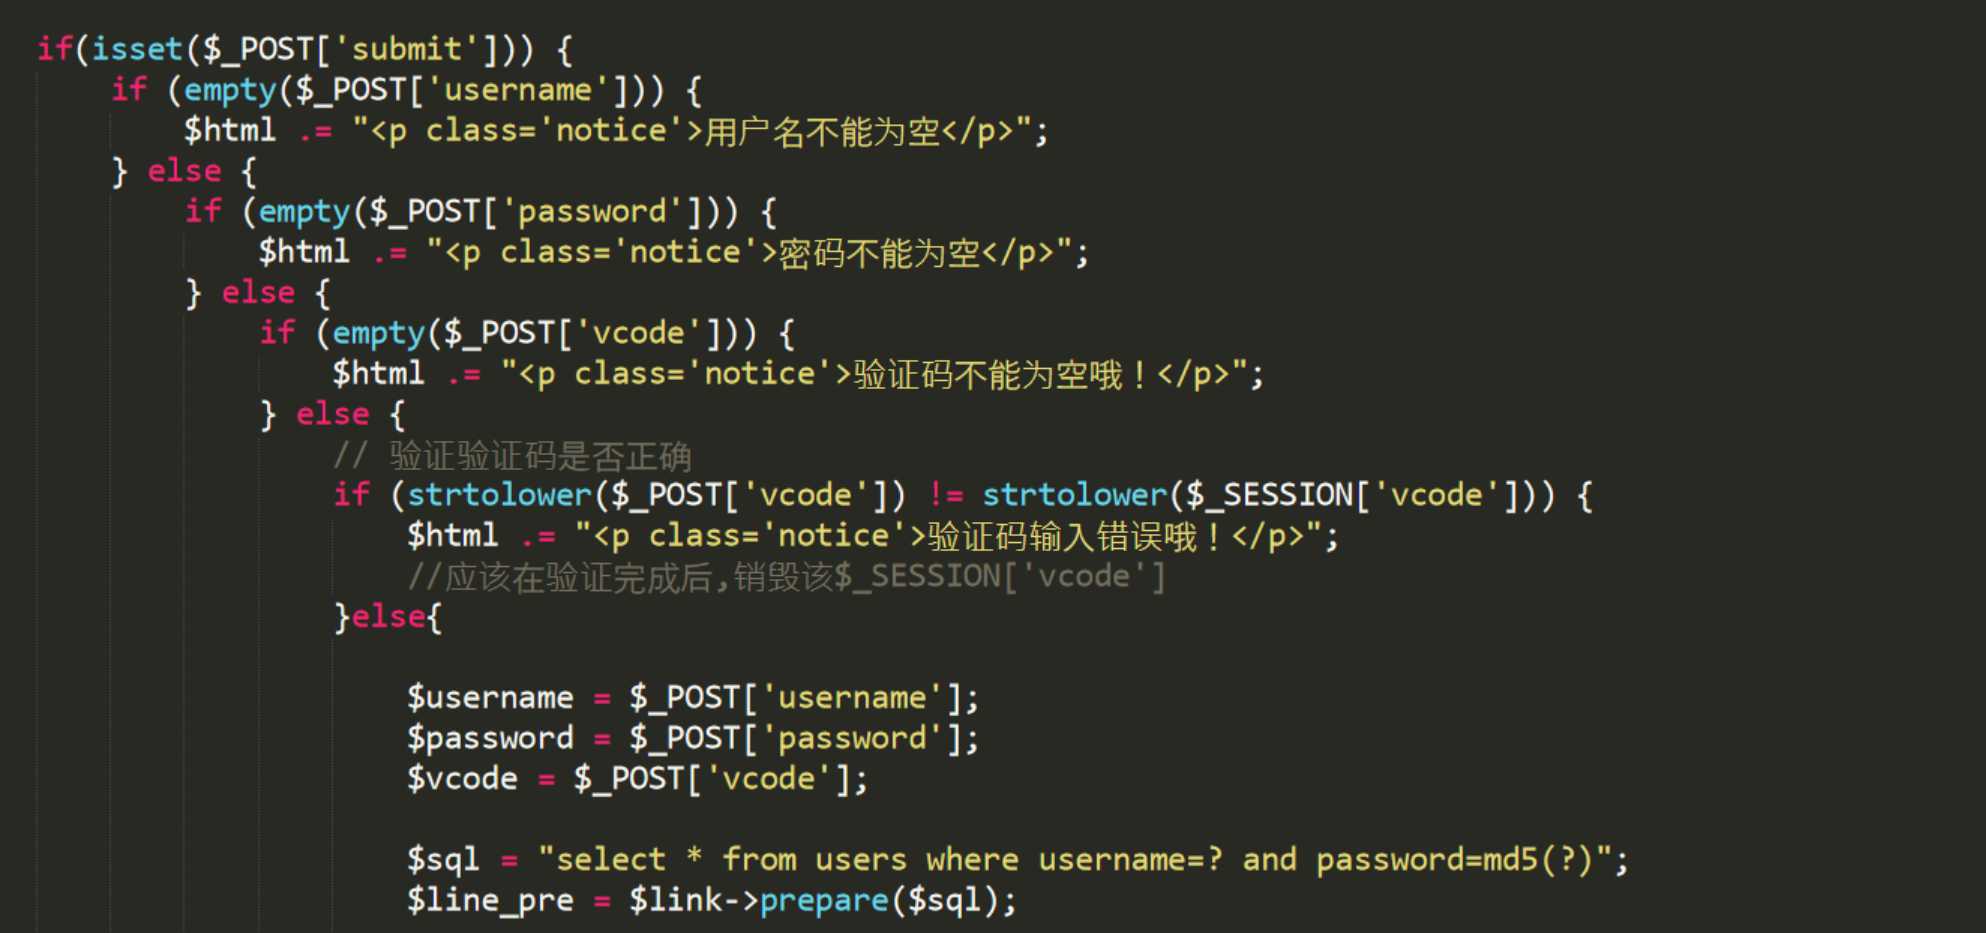 if(isset($_POST['submit'])) {
    if (empty($_POST['username'])) {
        $html .= "<p class='notice'>用户名不能为空</p>";
    } else {
        if (empty($_POST['password'])) {
            $html .= "<p class='notice'>密码不能为空</p>";
        } else {
            if (empty($_POST['vcode'])) {
                $html .= "<p class='notice'>验证码不能为空哦！</p>";
            } else {
                // 验证验证码是否正确
                if (strtolower($_POST['vcode']) != strtolower($_SESSION['vcode'])) {
                    $html .= "<p class='notice'>验证码输入错误哦！</p>";
                    //应该在验证完成后,销毁该$_SESSION['vcode']
                }else{
                    $username = $_POST['username'];
                    $password = $_POST['password'];
                    $vcode = $_POST['vcode'];
                    $sql = "select * from users where username=? and password=md5(?)";
                    $line_pre = $link->prepare($sql);